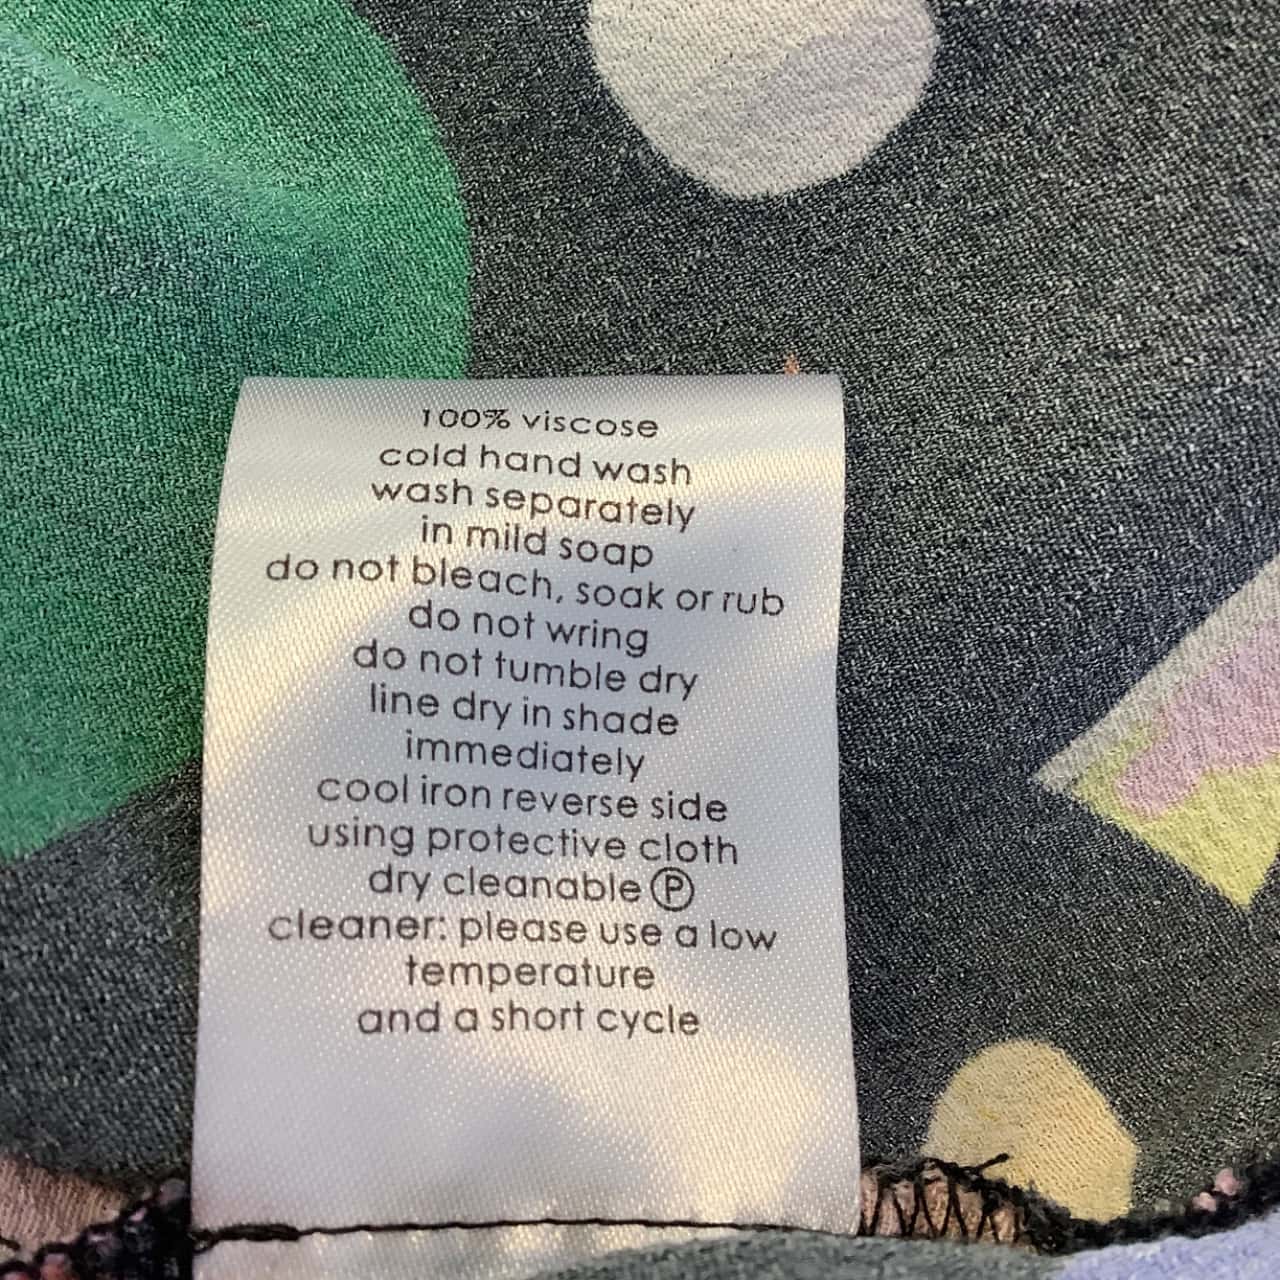 100% viscose
cold hand wash
wash separately
in mild soap
do not bleach, soak or rub
do not wring
do not tumble dry
line dry in shade
immediately
cool iron reverse side
using protective cloth
dry cleanable Ⓟ
cleaner: please use a low
temperature
and a short cycle